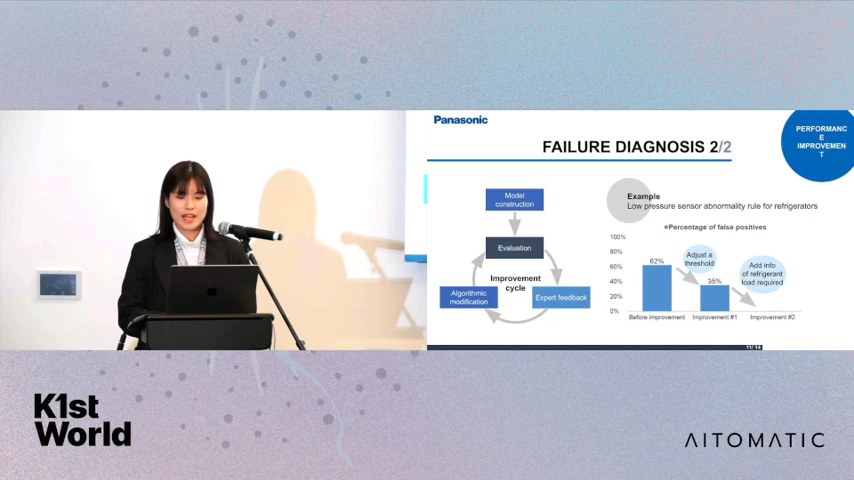 Panasonic
FAILURE DIAGNOSIS 2/2
PERFORMANC
E
IMPROVEMEN
T
Model
construction
Evaluation
Improvement
cycle
Algorithmic
modification
Expert feedback
Example
Low pressure sensor abnormality rule for refrigerators
Percentage of false positives
100%
80%
60%
40%
20%
0%
62%
Adjust a
threshold
35%
Add info
of refrigerant
load required
Before improvement
Improvement #1
Improvement #2
11/ 14
K1st
World
AITOMATIC